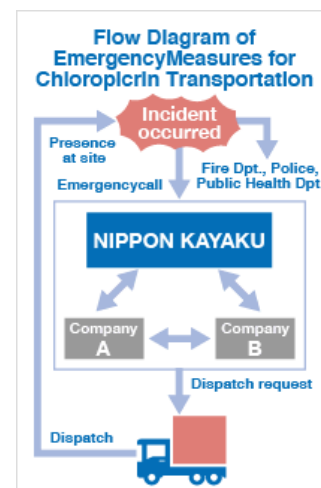 Flow Diagram of
EmergencyMeasures for
Chloropicrin Transportation
Incident
occurred
Presence
at site
Fire Dpt., Police,
Public Health Dpt
Emergencycall
NIPPON KAYAKU
Company
A
Company
B
Dispatch request
Dispatch